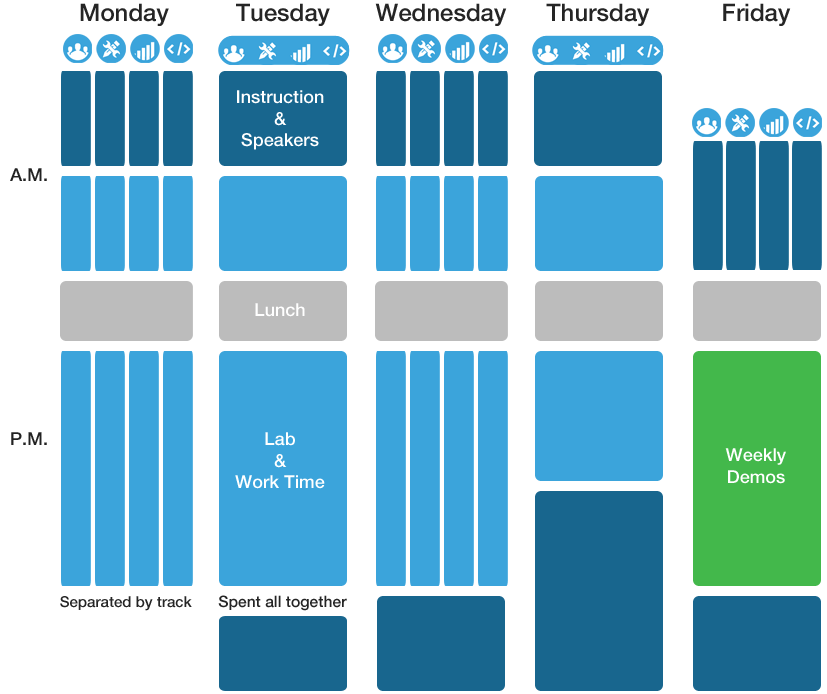 Monday
Tuesday
Wednesday
Thursday
Friday
</>
</>
</>
</>
</>
A.M.
Instruction
&
Speakers
Lunch
P.M.
Lab
&
Work Time
Weekly
Demos
Separated by track
Spent all together